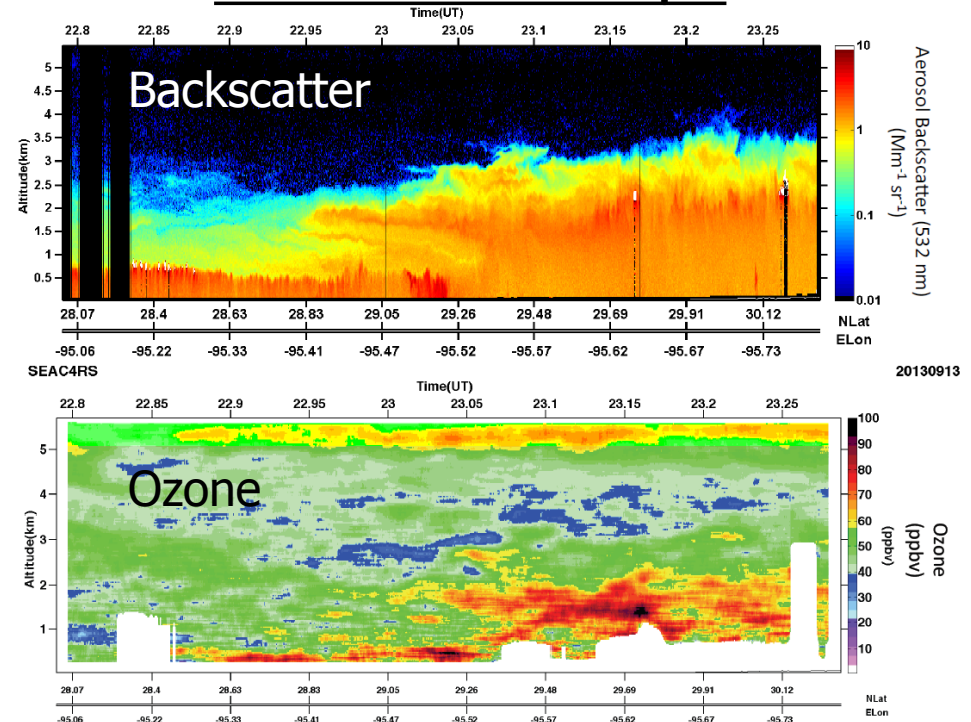 Time(UT)
22.8 22.85 22.9 22.95 23 23.05 23.1 23.15 23.2 23.25
Backscatter
Altitude(km)
5
4.5
4
3.5
3
2.5
2
1.5
1
0.5
10
1
0.1
0.01
Aerosol Backscatter (532 nm)
(Mm⁻¹ sr⁻¹)
28.07 28.4 28.63 28.83 29.05 29.26 29.48 29.69 29.91 30.12
NLat
ELon
-95.06 -95.22 -95.33 -95.41 -95.47 -95.52 -95.57 -95.62 -95.67 -95.73
SEAC4RS 20130913
Time(UT)
22.8 22.85 22.9 22.95 23 23.05 23.1 23.15 23.2 23.25
Ozone
Altitude(km)
5
4
3
2
1
100
90
80
70
60
50
40
30
20
10
(ppbv)
Ozone
(ppbv)
28.07 28.4 28.63 28.83 29.05 29.26 29.48 29.69 29.91 30.12
NLat
ELon
-95.06 -95.22 -95.33 -95.41 -95.47 -95.52 -95.57 -95.62 -95.67 -95.73